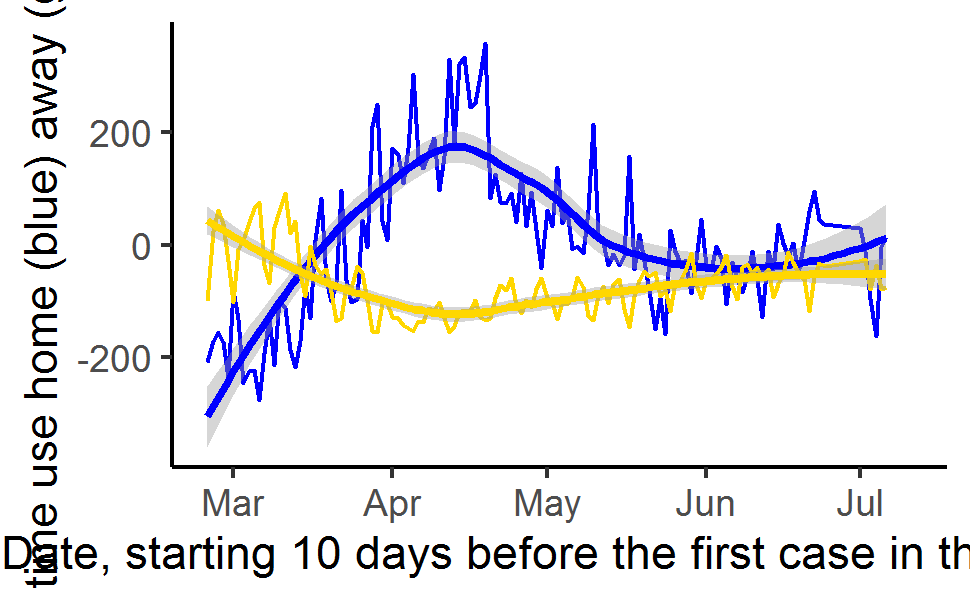 time use home (blue) away (
200
0
-200
Mar Apr May Jun Jul
Date, starting 10 days before the first case in th